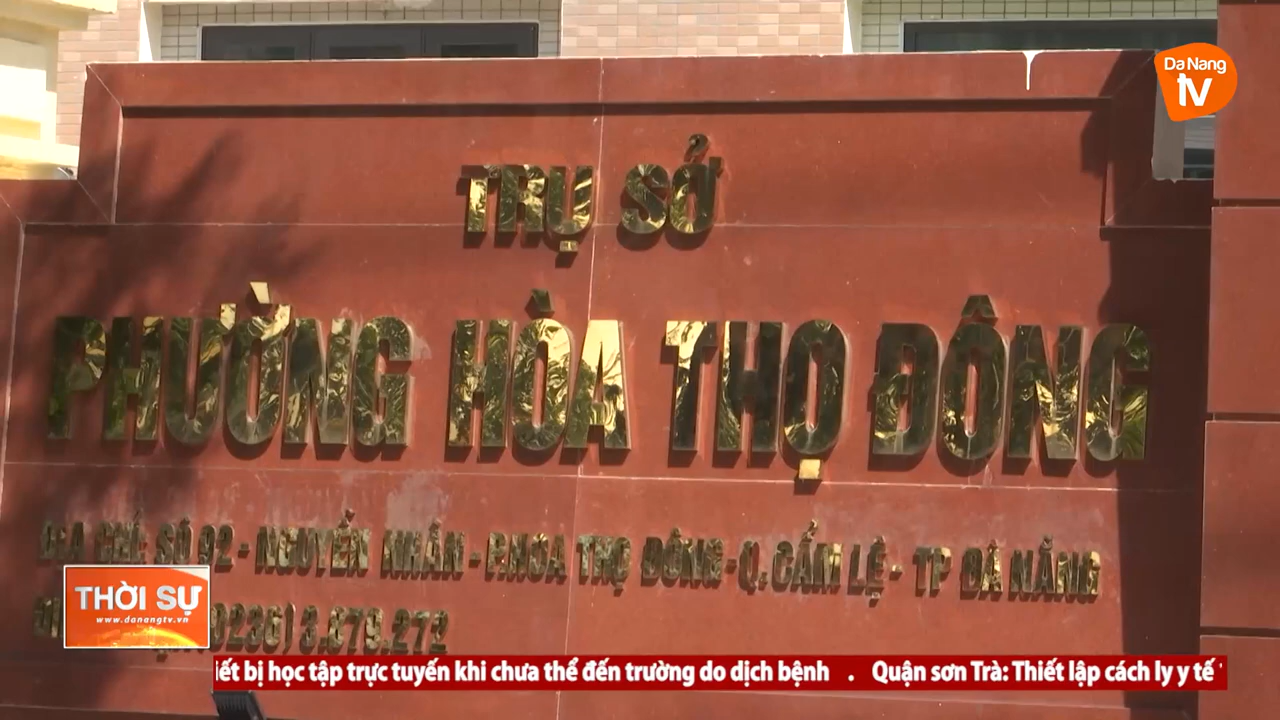 Da Nang
tv
TRỤ SỞ
PHƯỜNG HÒA THỌ ĐÔNG
ĐỊA CHỈ: SỐ 92 - NGUYỄN NHÀN - P.HÒA THỌ ĐÔNG - Q. CẨM LỆ - TP ĐÀ NẴNG
(0236) 3.679.272
THỜI SỰ
www.danangtv.vn
iết bị học tập trực tuyến khi chưa thể đến trường do dịch bệnh . Quận sơn Trà: Thiết lập cách ly y tế